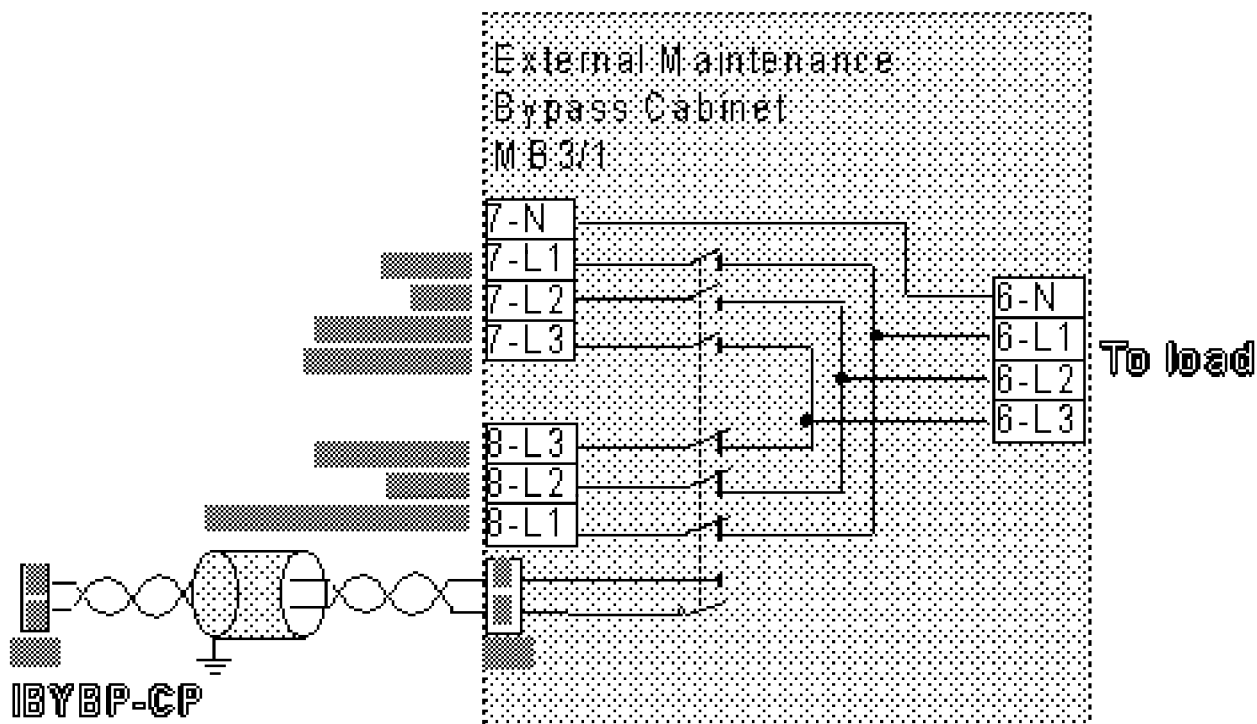 External Maintenance
Bypass Cabinet
MB3/1
7-N
7-L1
7-L2
7-L3
6-N
6-L1
6-L2
6-L3
To load
8-L3
8-L2
8-L1
IBYBP-CP